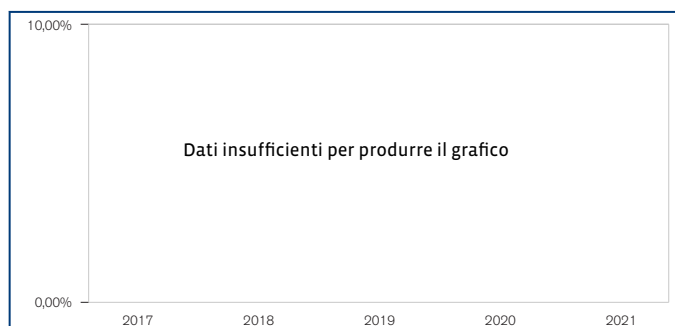 10,00%
Dati insufficienti per produrre il grafico
0,00%
2017 2018 2019 2020 2021